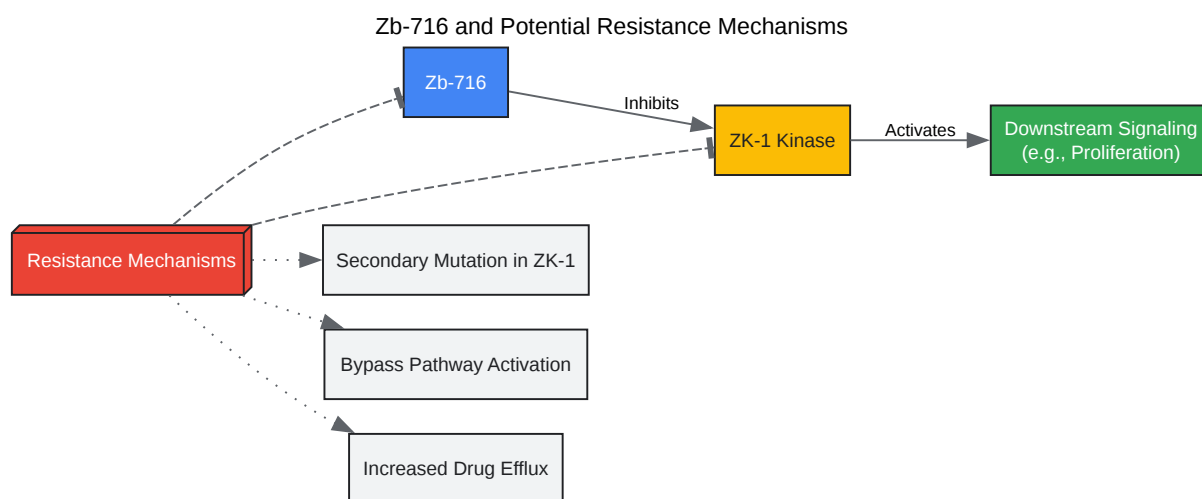 Zb-716 and Potential Resistance Mechanisms
Zb-716
Inhibits
ZK-1 Kinase
Activates
Downstream Signaling
(e.g., Proliferation)
Resistance Mechanisms
Secondary Mutation in ZK-1
Bypass Pathway Activation
Increased Drug Efflux